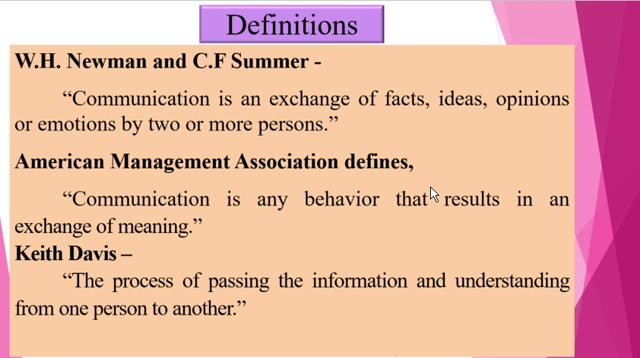 Definitions
W.H. Newman and C.F Summer -
“Communication is an exchange of facts, ideas, opinions
or emotions by two or more persons.”
American Management Association defines,
“Communication is any behavior that results in an
exchange of meaning.”
Keith Davis –
“The process of passing the information and understanding
from one person to another.”